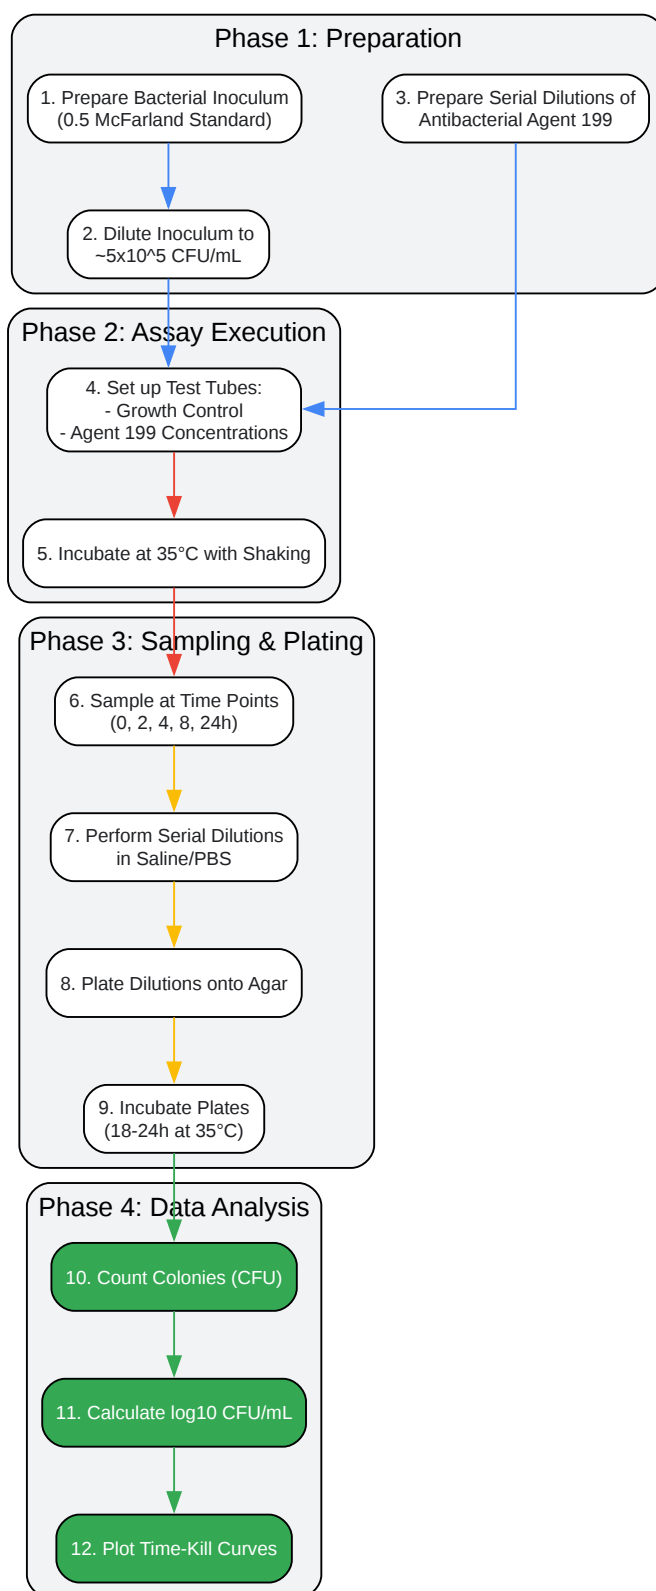 Phase 1: Preparation
1. Prepare Bacterial Inoculum
(0.5 McFarland Standard)
3. Prepare Serial Dilutions of
Antibacterial Agent 199
2. Dilute Inoculum to
~5x10^5 CFU/mL
Phase 2: Assay Execution
4. Set up Test Tubes:
- Growth Control
- Agent 199 Concentrations
5. Incubate at 35°C with Shaking
Phase 3: Sampling & Plating
6. Sample at Time Points
(0, 2, 4, 8, 24h)
7. Perform Serial Dilutions
in Saline/PBS
8. Plate Dilutions onto Agar
9. Incubate Plates
(18-24h at 35°C)
Phase 4: Data Analysis
10. Count Colonies (CFU)
11. Calculate log10 CFU/mL
12. Plot Time-Kill Curves